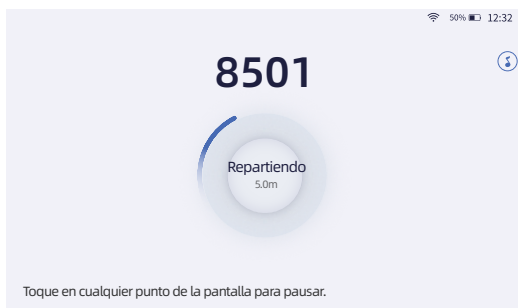 50% 12:32
8501
Repartiendo
5.0m
Toque en cualquier punto de la pantalla para pausar.